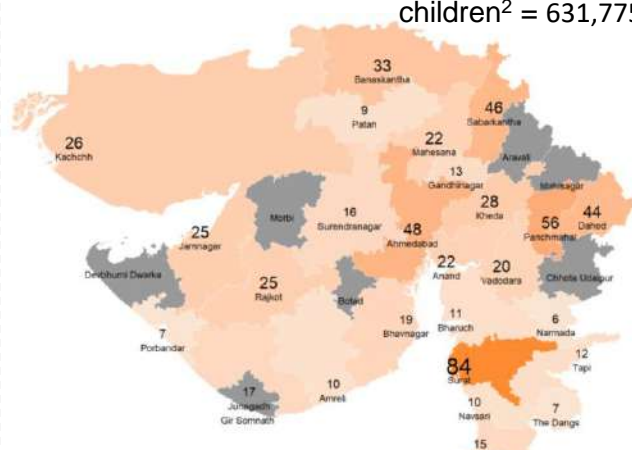 children² = 631,775
33
Banaskantha
9
Patan
46
Sabarkantha
26
Kachchh
22
Mahesana
Aravali
13
Gandhinagar
Mahisagar
28
Kheda
44
Dahod
56
Panchmahal
Morbi
16
Surendranagar
25
Jamnagar
48
Ahmedabad
22
Anand
20
Vadodara
Devbhumi Dwarka
Chhota Udaipur
25
Rajkot
Botad
19
Bhavnagar
11
Bharuch
6
Narmada
7
Porbandar
12
Tapi
84
Surat
17
Junagadh
Gir Somnath
10
Amreli
10
Navsari
7
The Dangs
15